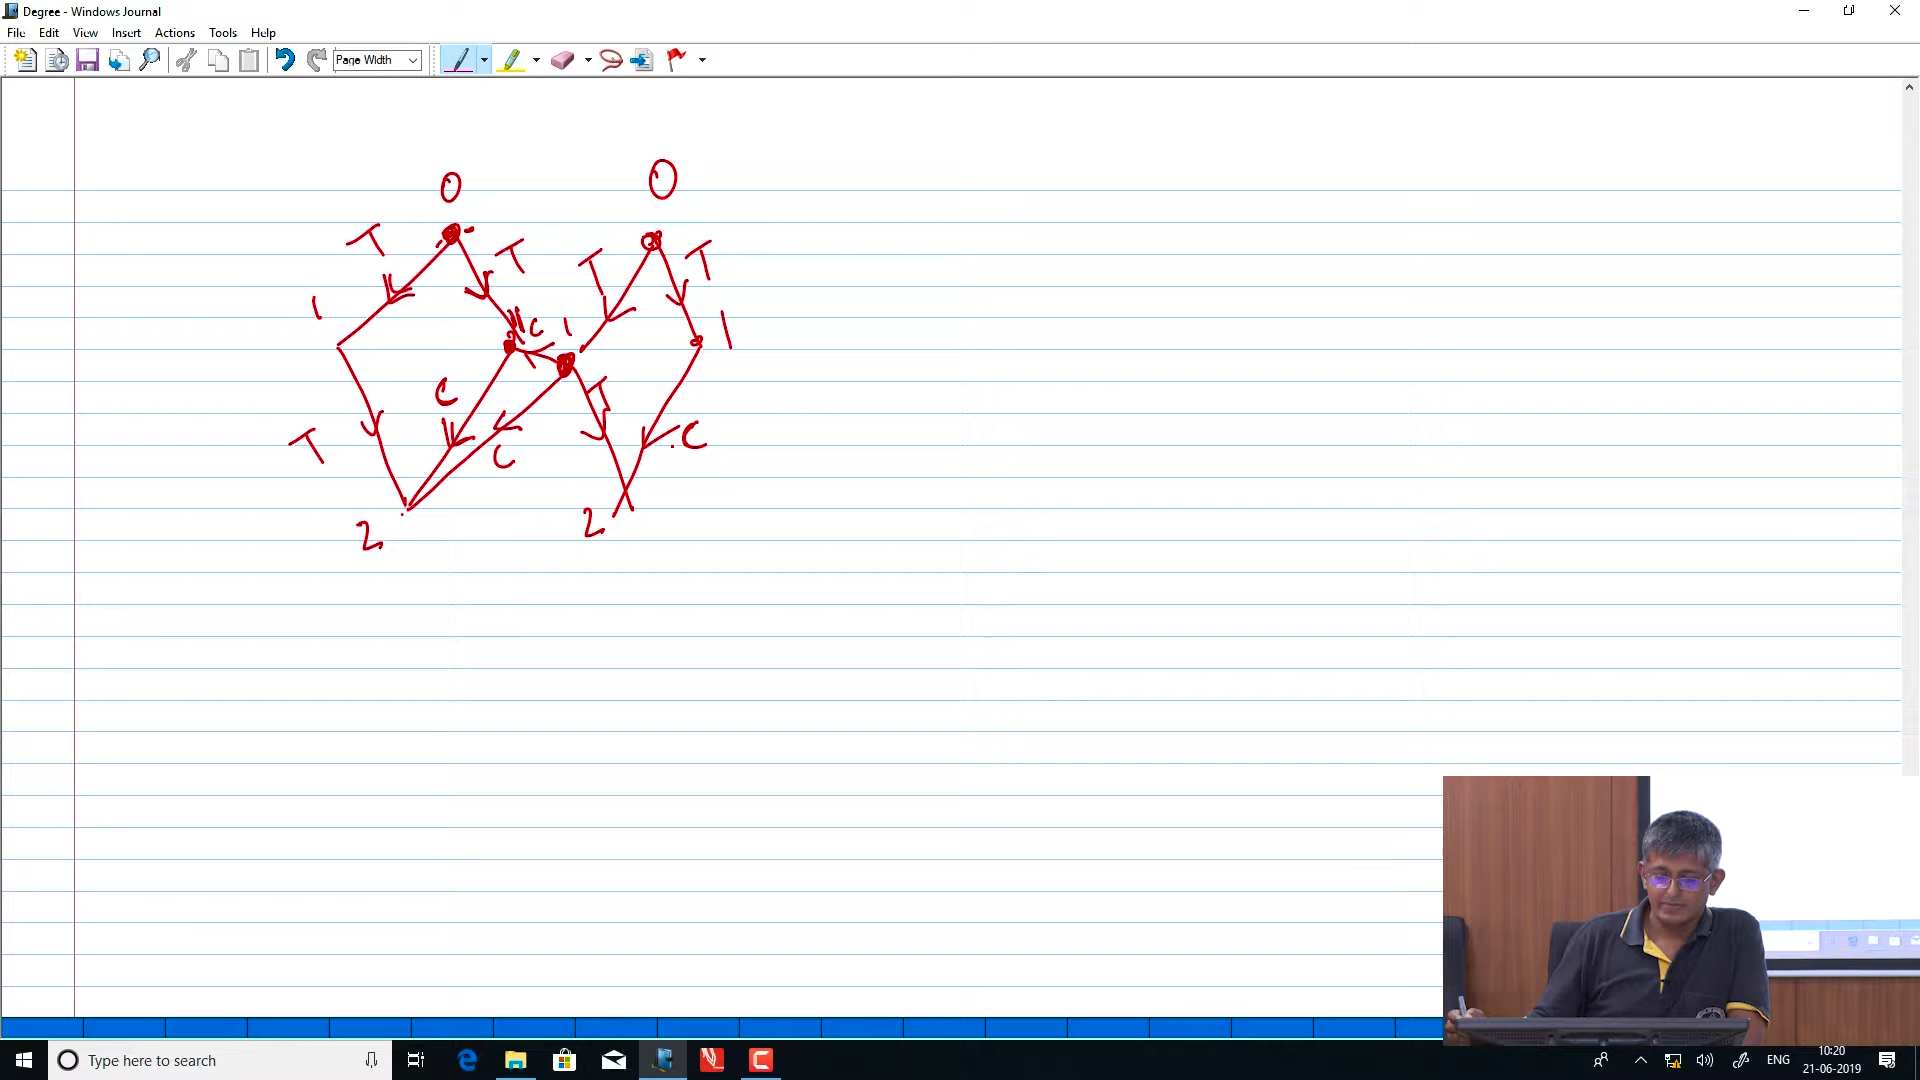 Degree - Windows Journal
File Edit View Insert Actions Tools Help
Page Width
0 0
T T T T
1 1 C 1 1
C T
T C C
2 2
Type here to search
ENG 10:20
21-06-2019